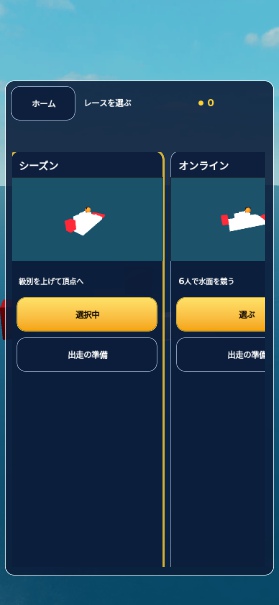 ホーム
レースを選ぶ
0
シーズン
オンライン
級別を上げて頂点へ
6人で水面を競う
選択中
選ぶ
出走の準備
出走の準備